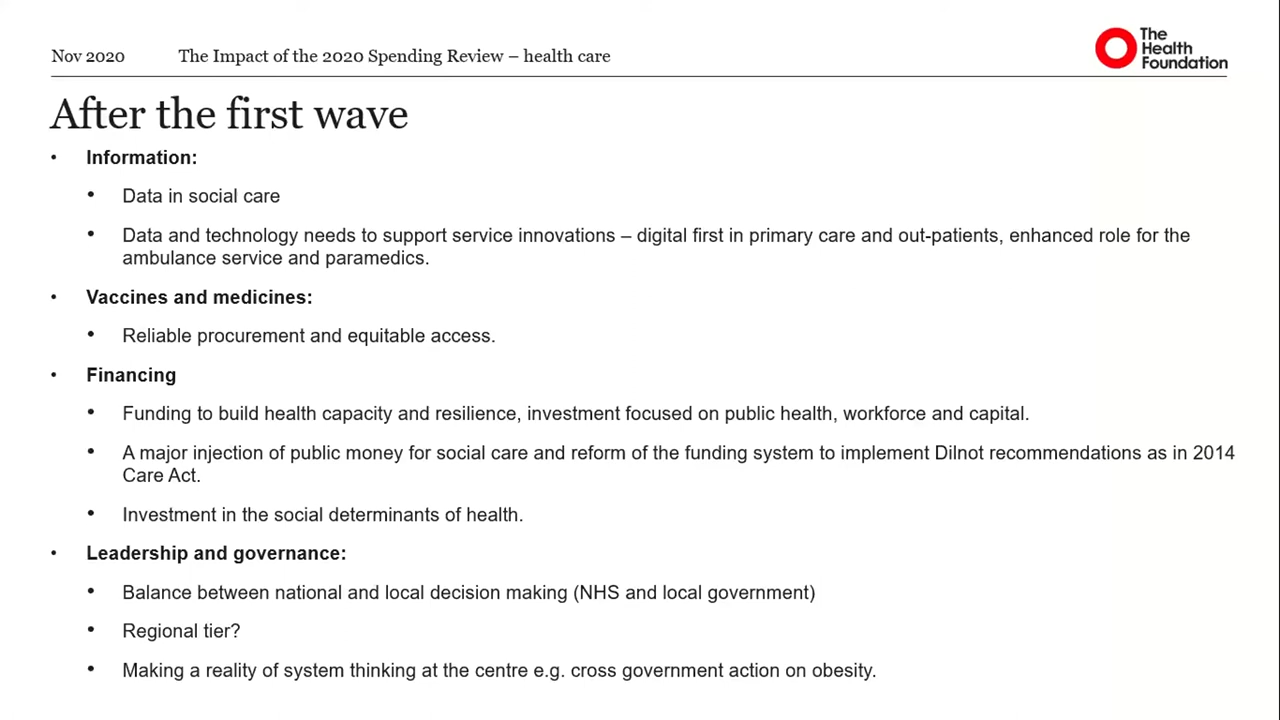 Nov 2020 The Impact of the 2020 Spending Review – health care
The
Health
Foundation
After the first wave
• Information:
• Data in social care
• Data and technology needs to support service innovations – digital first in primary care and out-patients, enhanced role for the
ambulance service and paramedics.
• Vaccines and medicines:
• Reliable procurement and equitable access.
• Financing
• Funding to build health capacity and resilience, investment focused on public health, workforce and capital.
• A major injection of public money for social care and reform of the funding system to implement Dilnot recommendations as in 2014
Care Act.
• Investment in the social determinants of health.
• Leadership and governance:
• Balance between national and local decision making (NHS and local government)
• Regional tier?
• Making a reality of system thinking at the centre e.g. cross government action on obesity.